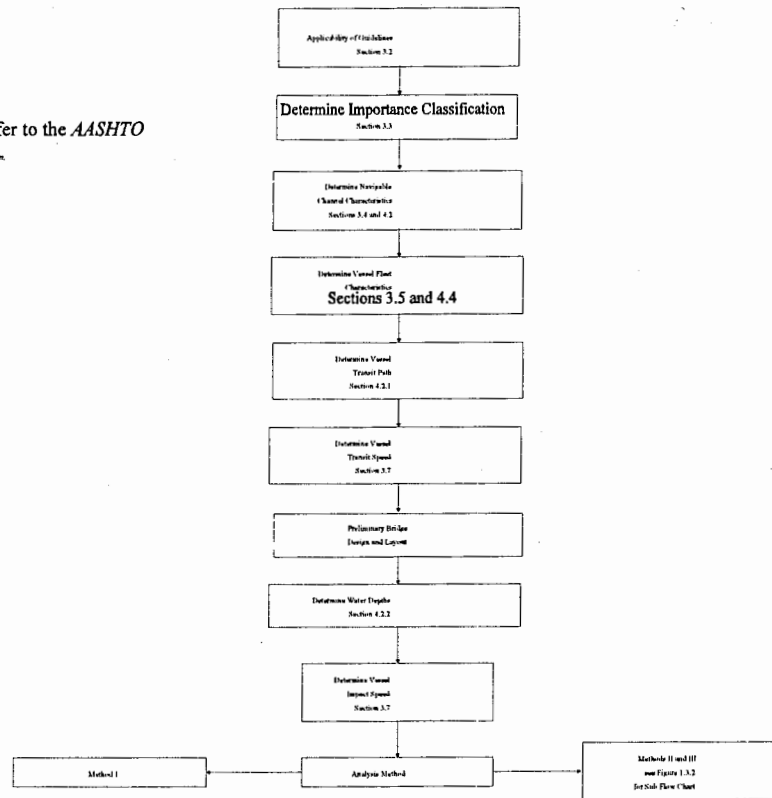 Applicability of Guidelines
Section 3.2
fer to the AASHTO
Determine Importance Classification
Section 3.3
Determine Navigable
Channel Characteristics
Sections 3.4 and 4.2
Determine Vessel Fleet
Characteristics
Sections 3.5 and 4.4
Determine Vessel
Transit Path
Section 4.2.1
Determine Vessel
Transit Speed
Section 3.7
Preliminary Bridge
Design and Layout
Determine Water Depths
Section 4.2.2
Determine Vessel
Impact Speed
Section 3.7
Method I
Analysis Method
Methods II and III
see Figure 1.3.2
for Sub Flow Chart